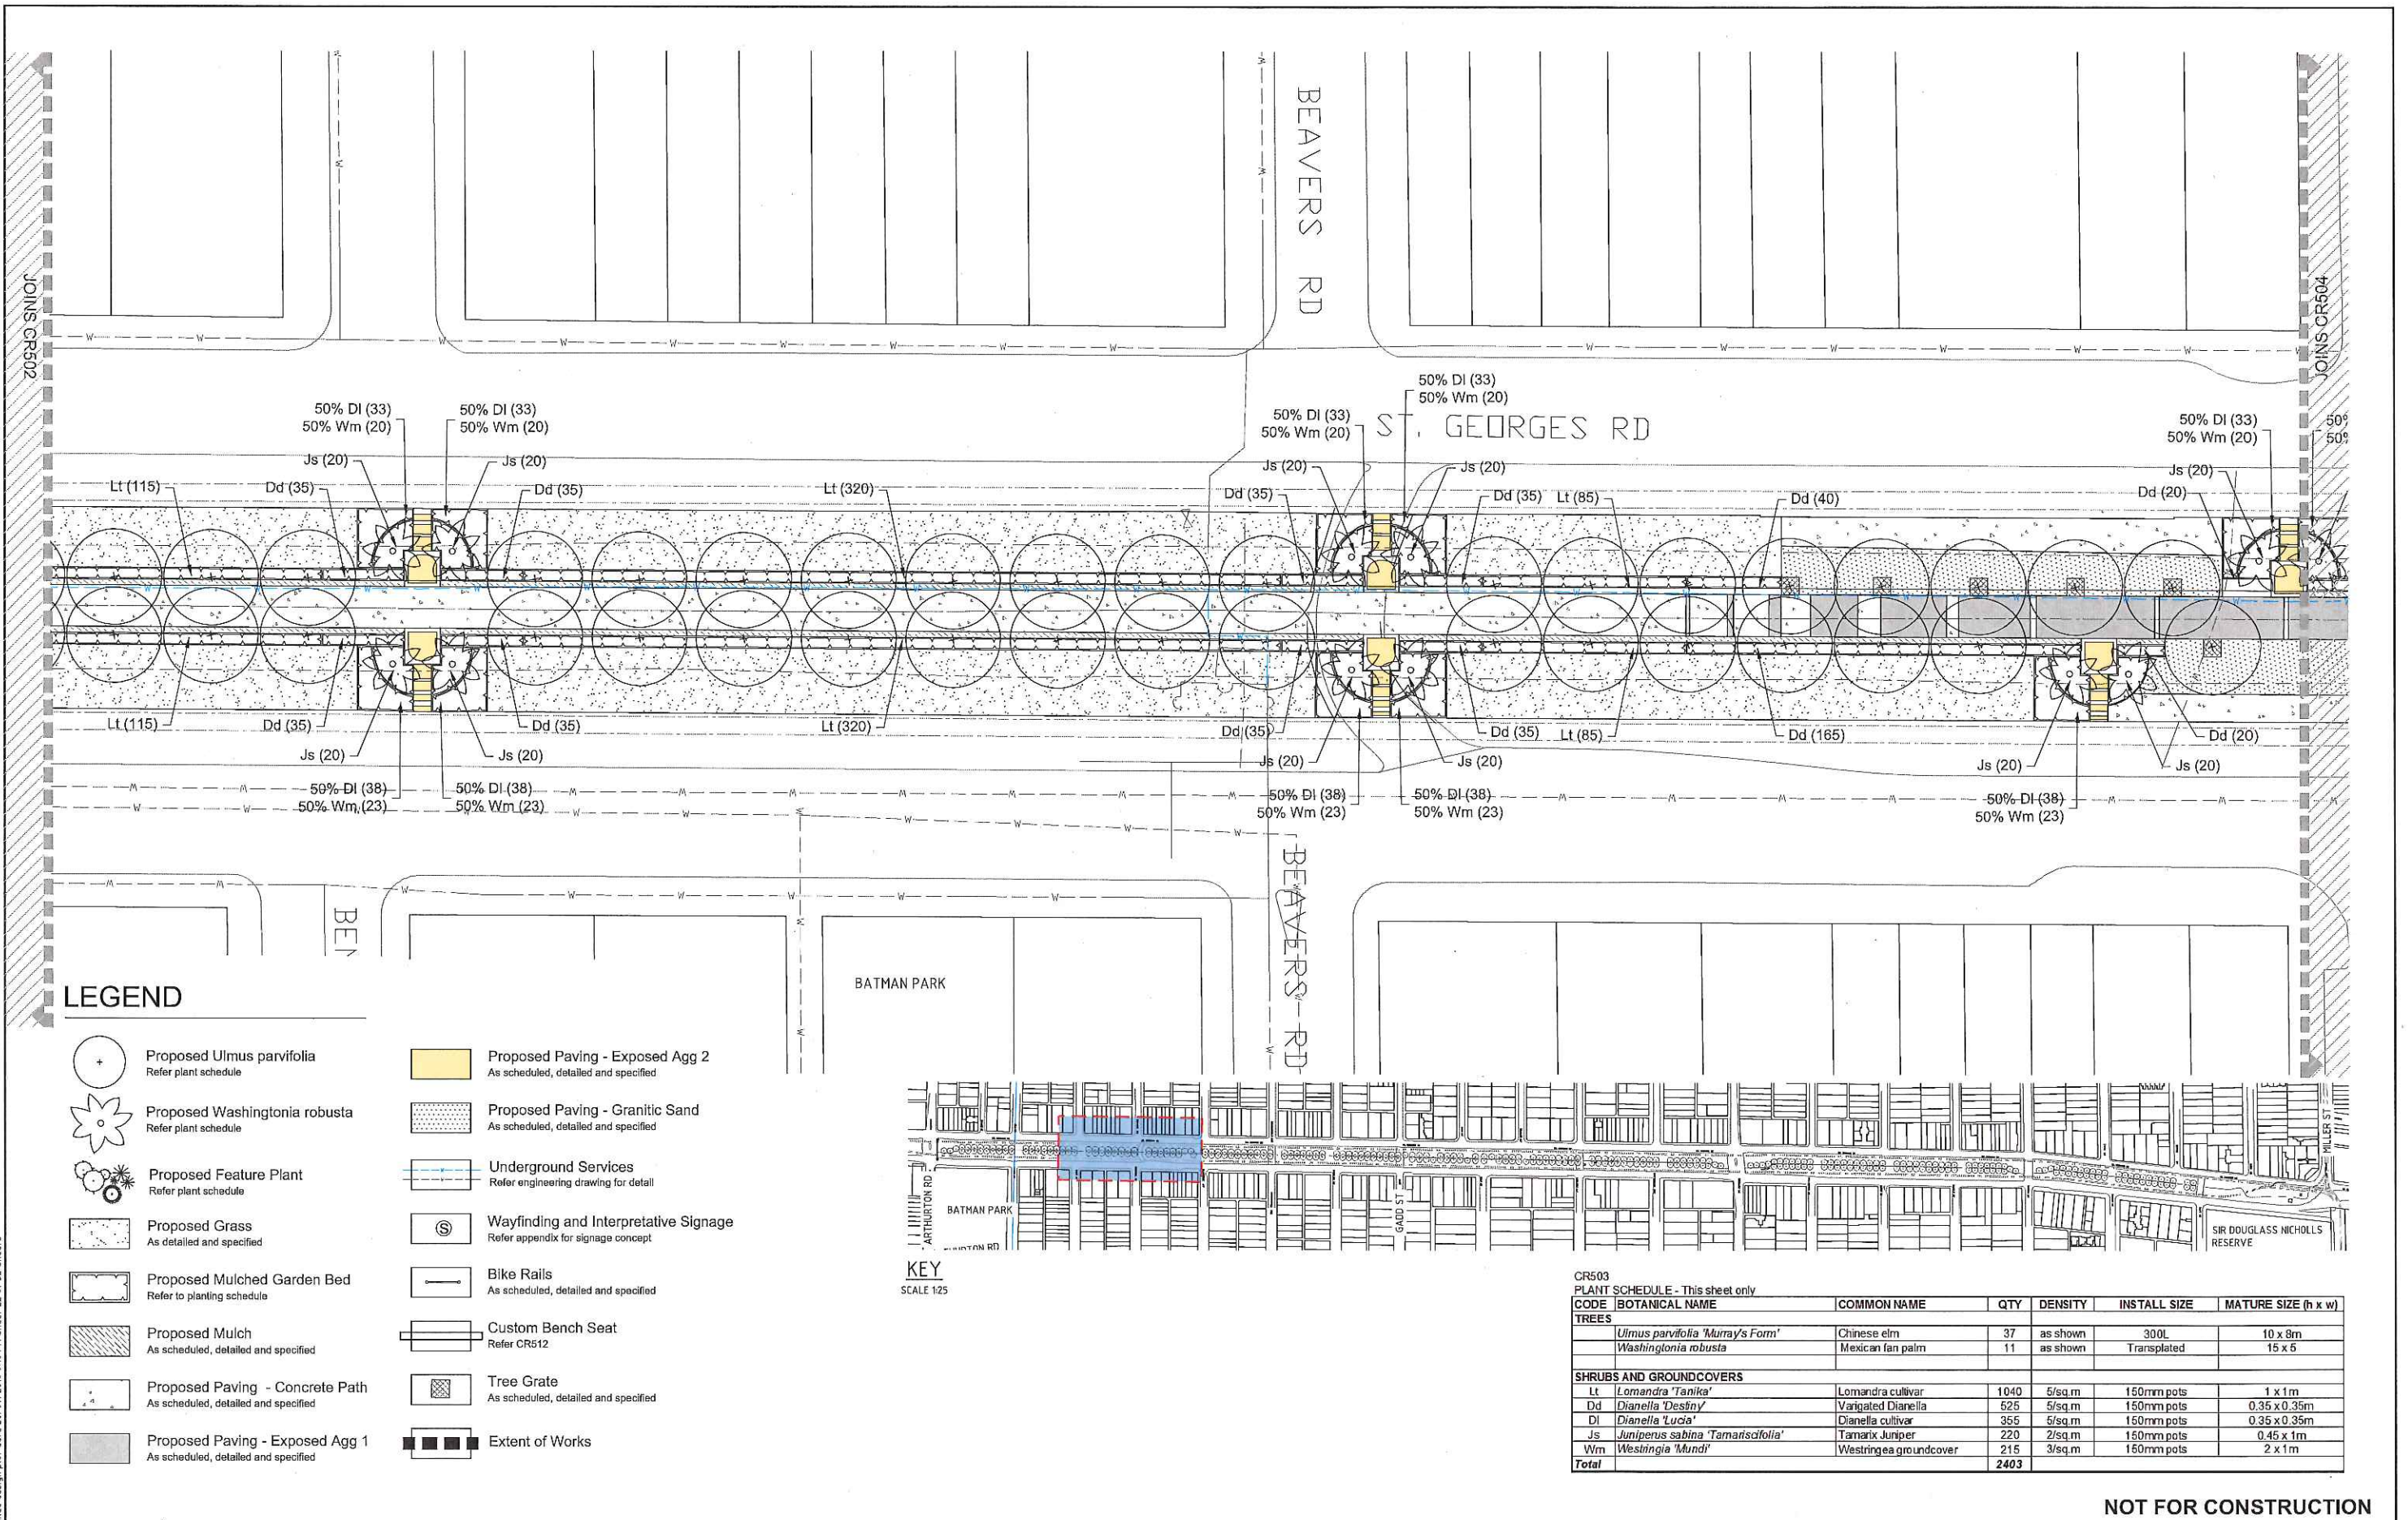 BEAVERS RD
JOINS CR502
JOINS CR504
ST. GEORGES RD
50% Dl (33)
50% Wm (20)
50% Dl (33)
50% Wm (20)
50% Dl (33)
50% Wm (20)
50% Dl (33)
50% Wm (20)
50% Dl (33)
50% Wm (20)
Js (20)
Js (20)
Js (20)
Js (20)
Js (20)
Lt (115)
Dd (35)
Dd (35)
Lt (320)
Dd (35)
Dd (35)
Lt (85)
Dd (40)
Dd (20)
Lt (115)
Dd (35)
Dd (35)
Lt (320)
Dd (35)
Dd (35)
Lt (85)
Dd (165)
Dd (20)
Js (20)
Js (20)
Js (20)
Js (20)
Js (20)
Js (20)
50% Dl (38)
50% Wm (23)
50% Dl (38)
50% Wm (23)
50% Dl (38)
50% Wm (23)
50% Dl (38)
50% Wm (23)
50% Dl (38)
50% Wm (23)
BEN
BEAVERS RD
BATMAN PARK
LEGEND
Proposed Ulmus parvifolia
Refer plant schedule
Proposed Washingtonia robusta
Refer plant schedule
Proposed Feature Plant
Refer plant schedule
Proposed Grass
As detailed and specified
Proposed Mulched Garden Bed
Refer to planting schedule
Proposed Mulch
As scheduled, detailed and specified
Proposed Paving - Concrete Path
As scheduled, detailed and specified
Proposed Paving - Exposed Agg 1
As scheduled, detailed and specified
Proposed Paving - Exposed Agg 2
As scheduled, detailed and specified
Proposed Paving - Granitic Sand
As scheduled, detailed and specified
Underground Services
Refer engineering drawing for detail
Wayfinding and Interpretative Signage
Refer appendix for signage concept
Bike Rails
As scheduled, detailed and specified
Custom Bench Seat
Refer CR512
Tree Grate
As scheduled, detailed and specified
Extent of Works
ARTHURTON RD
BATMAN PARK
GADD ST
MILLER ST
SIR DOUGLASS NICHOLLS
RESERVE
KEY
SCALE 1:25
CR503
PLANT SCHEDULE - This sheet only
CODE BOTANICAL NAME COMMON NAME QTY DENSITY INSTALL SIZE MATURE SIZE (h x w)
TREES
Ulmus parvifolia 'Murray's Form' Chinese elm 37 as shown 300L 10 x 8m
Washingtonia robusta Mexican fan palm 11 as shown Transplated 15 x 5
SHRUBS AND GROUNDCOVERS
Lt Lomandra 'Tanika' Lomandra cultivar 1040 5/sq.m 150mm pots 1 x 1m
Dd Dianella 'Destiny' Varigated Dianella 525 5/sq.m 150mm pots 0.35 x 0.35m
Dl Dianella 'Lucia' Dianella cultivar 355 5/sq.m 150mm pots 0.35 x 0.35m
Js Juniperus sabina 'Tamariscifolia' Tamarix Juniper 220 2/sq.m 150mm pots 0.45 x 1m
Wm Westringia 'Mundi' Westringea groundcover 215 3/sq.m 150mm pots 2 x 1m
Total 2403
NOT FOR CONSTRUCTION